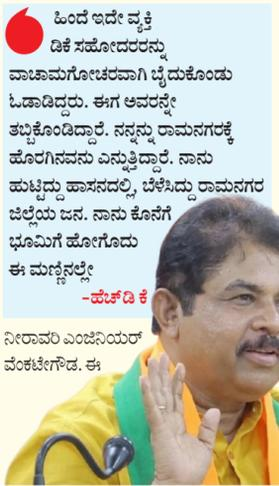 ಹಿಂದೆ ಇದೇ ವ್ಯಕ್ತಿ
ಡಿಕೆ ಸಹೋದರರನ್ನು
ವಾಚಾಮಗೋಚರವಾಗಿ ಬೈದುಕೊಂಡು
ಓಡಾಡಿದ್ದರು. ಈಗ ಅವರನ್ನೇ
ತಬ್ಬಿಕೊಂಡಿದ್ದಾರೆ. ನನ್ನನ್ನು ರಾಮನಗರಕ್ಕೆ
ಹೊರಗಿನವನು ಎನ್ನುತ್ತಿದ್ದಾರೆ. ನಾನು
ಹುಟ್ಟಿದ್ದು ಹಾಸನದಲ್ಲಿ, ಬೆಳೆಸಿದ್ದು ರಾಮನಗರ
ಜಿಲ್ಲೆಯ ಜನ. ನಾನು ಕೊನೆಗೆ
ಭೂಮಿಗೆ ಹೋಗೊದು
ಈ ಮಣ್ಣಿನಲ್ಲೇ
-ಹೆಚ್‌ಡಿ ಕೆ
ನೀರಾವರಿ ಎಂಜಿನಿಯರ್
ವೆಂಕಟೇಗೌಡ. ಈ